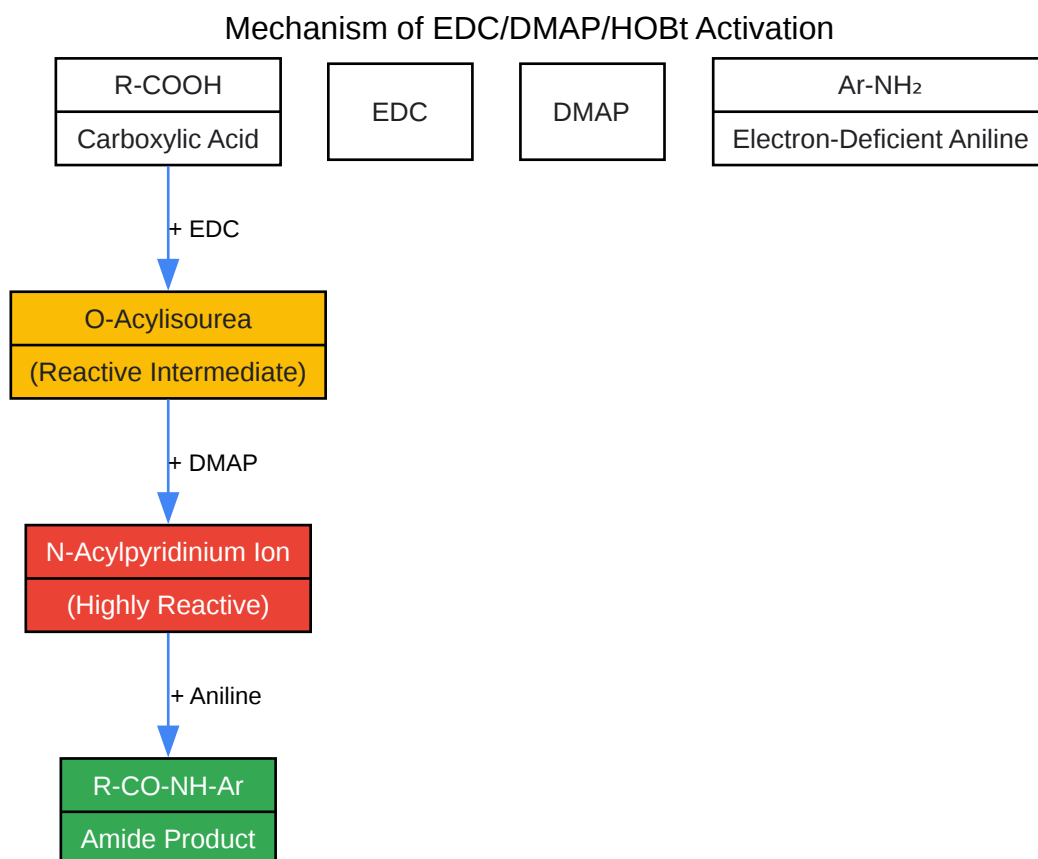 Mechanism of EDC/DMAP/HOBt Activation
R-COOH
Carboxylic Acid
EDC
DMAP
Ar-NH₂
Electron-Deficient Aniline
+ EDC
O-Acylisourea
(Reactive Intermediate)
+ DMAP
N-Acylpyridinium Ion
(Highly Reactive)
+ Aniline
R-CO-NH-Ar
Amide Product